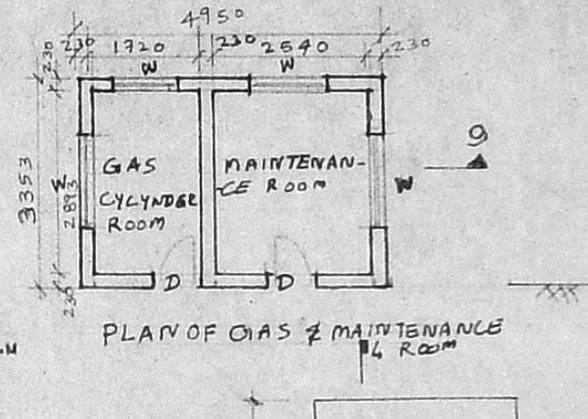 4950
230 1720 230 2540 230
W W
230
3353
2893
W
230
GAS
CYLYNDER
ROOM
MAINTENAN-
CE ROOM
W
9
D D
PLAN OF GAS & MAINTENANCE
ROOM